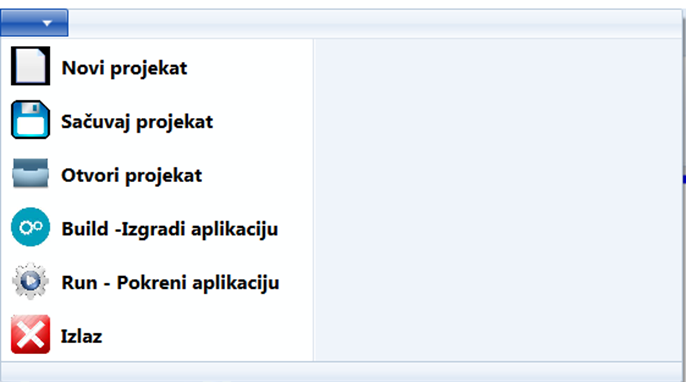 Novi projekat
Sačuvaj projekat
Otvori projekat
Build -Izgradi aplikaciju
Run - Pokreni aplikaciju
Izlaz